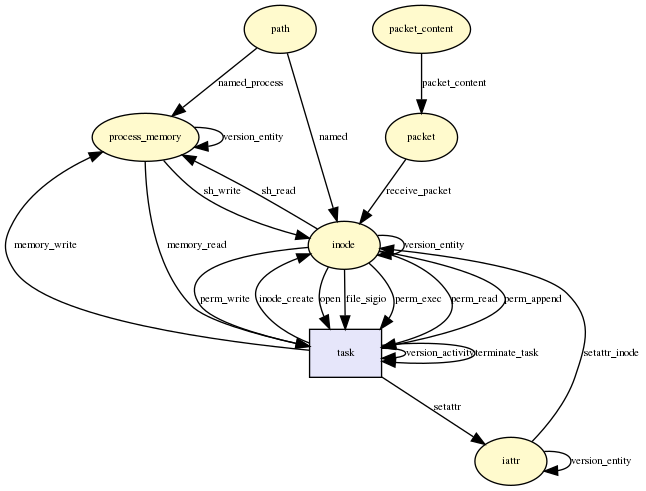 path
packet_content
named_process
packet_content
process_memory
version_entity
named
packet
sh_write
sh_read
receive_packet
memory_write
memory_read
inode
version_entity
perm_write
inode_create
open
file_sigio
perm_exec
perm_read
perm_append
task
version_activity
terminate_task
setattr_inode
setattr
iattr
version_entity